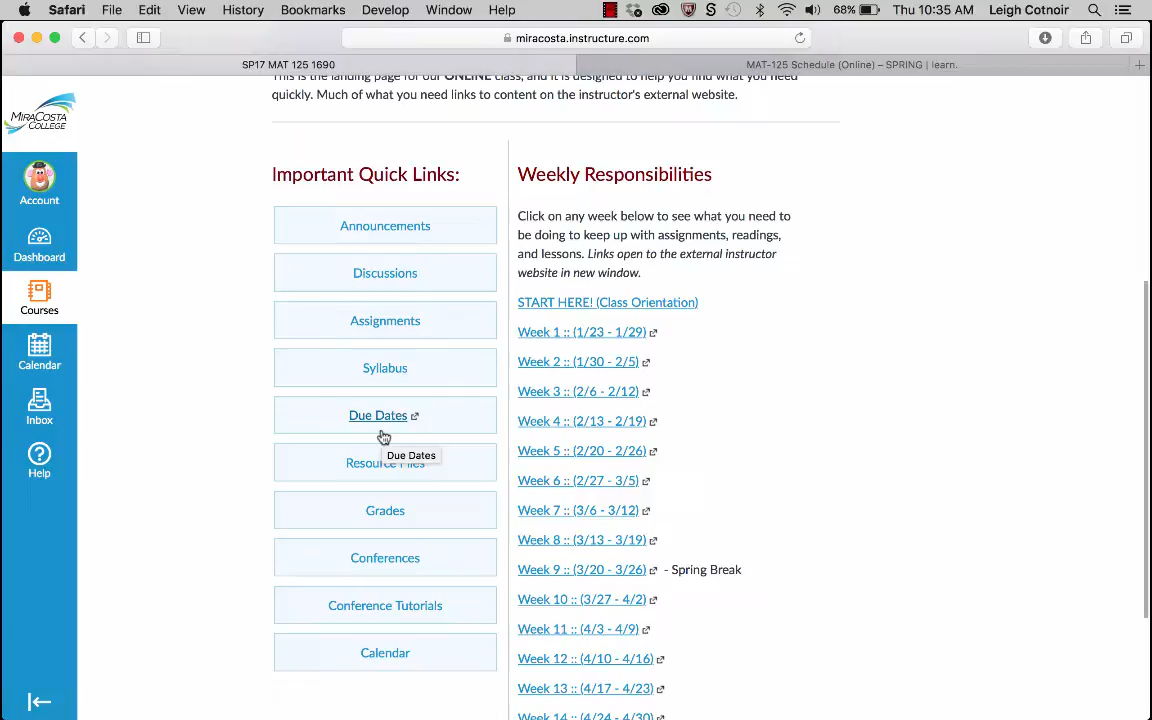 Safari File Edit View History Bookmarks Develop Window Help S 68% Thu 10:35 AM Leigh Cotnoir
miracosta.instructure.com
SP17 MAT 125 1690
MAT-125 Schedule (Online) – SPRING | learn.
This is the landing page for our ONLINE class, and it is designed to help you find what you need
quickly. Much of what you need links to content on the instructor's external website.
MIRACOSTA
COLLEGE
Account
Dashboard
Courses
Calendar
Inbox
Help
Important Quick Links:
Announcements
Discussions
Assignments
Syllabus
Due Dates
Due Dates
Resource Files
Grades
Conferences
Conference Tutorials
Calendar
Weekly Responsibilities
Click on any week below to see what you need to
be doing to keep up with assignments, readings,
and lessons. Links open to the external instructor
website in new window.
START HERE! (Class Orientation)
Week 1 :: (1/23 - 1/29)
Week 2 :: (1/30 - 2/5)
Week 3 :: (2/6 - 2/12)
Week 4 :: (2/13 - 2/19)
Week 5 :: (2/20 - 2/26)
Week 6 :: (2/27 - 3/5)
Week 7 :: (3/6 - 3/12)
Week 8 :: (3/13 - 3/19)
Week 9 :: (3/20 - 3/26) - Spring Break
Week 10 :: (3/27 - 4/2)
Week 11 :: (4/3 - 4/9)
Week 12 :: (4/10 - 4/16)
Week 13 :: (4/17 - 4/23)
Week 14 :: (4/24 - 4/30)